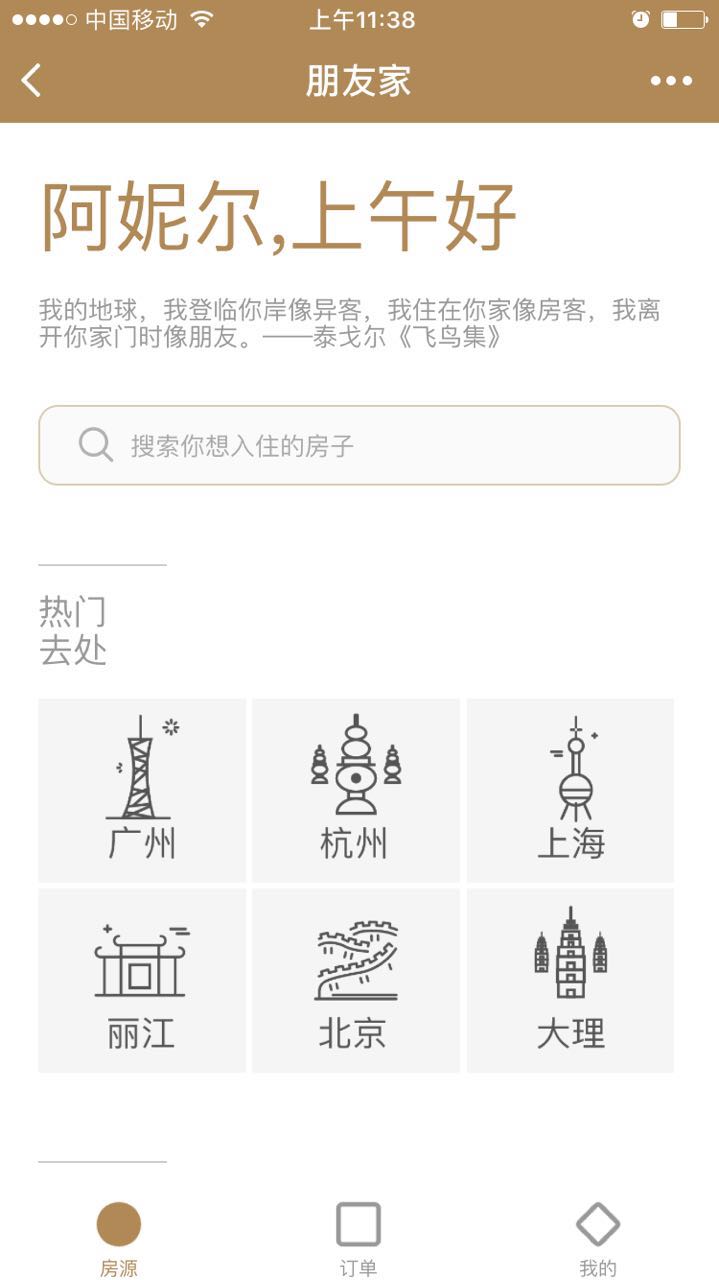 中国移动
上午11:38
朋友家
阿妮尔,上午好
我的地球，我登临你岸像异客，我住在你家像房客，我离
开你家门时像朋友。——泰戈尔《飞鸟集》
搜索你想入住的房子
热门
去处
广州
杭州
上海
丽江
北京
大理
房源
订单
我的